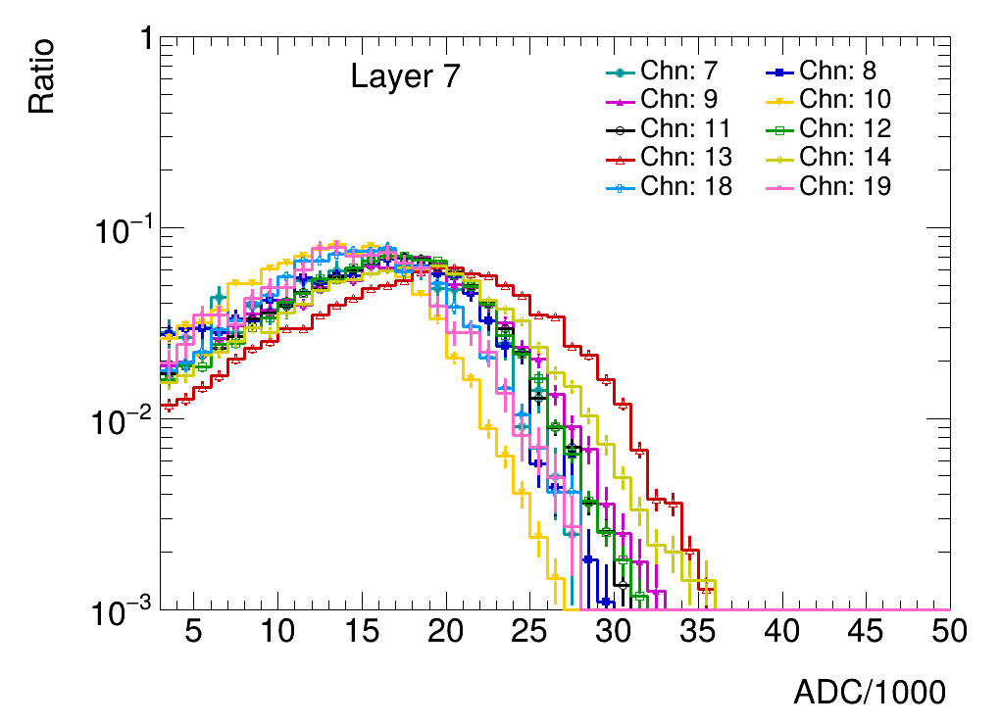 Ratio
Layer 7
Chn: 7 Chn: 8
Chn: 9 Chn: 10
Chn: 11 Chn: 12
Chn: 13 Chn: 14
Chn: 18 Chn: 19
1
10⁻¹
10⁻²
10⁻³
5 10 15 20 25 30 35 40 45 50
ADC/1000